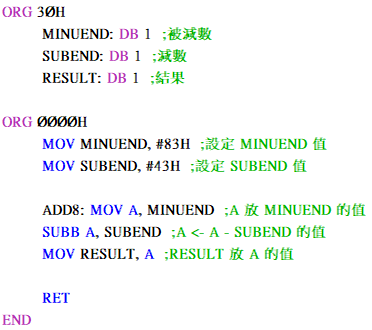 ORG 30H
MINUEND: DB 1 ;被減數
SUBEND: DB 1 ;減數
RESULT: DB 1 ;結果
ORG 0000H
MOV MINUEND, #83H ;設定 MINUEND 值
MOV SUBEND, #43H ;設定 SUBEND 值
ADD8: MOV A, MINUEND ;A 放 MINUEND 的值
SUBB A, SUBEND ;A <- A - SUBEND 的值
MOV RESULT, A ;RESULT 放 A 的值
RET
END